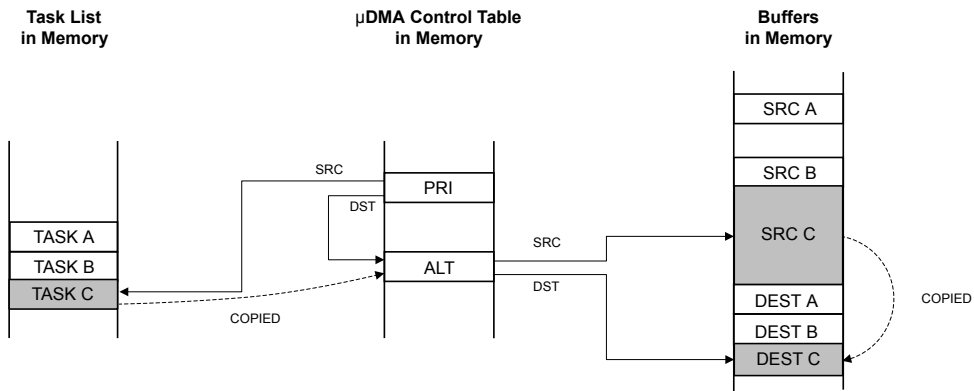 Task List
in Memory
µDMA Control Table
in Memory
Buffers
in Memory
SRC A
SRC B
SRC
PRI
DST
TASK A
TASK B
TASK C
ALT
SRC
DST
SRC C
COPIED
COPIED
DEST A
DEST B
DEST C